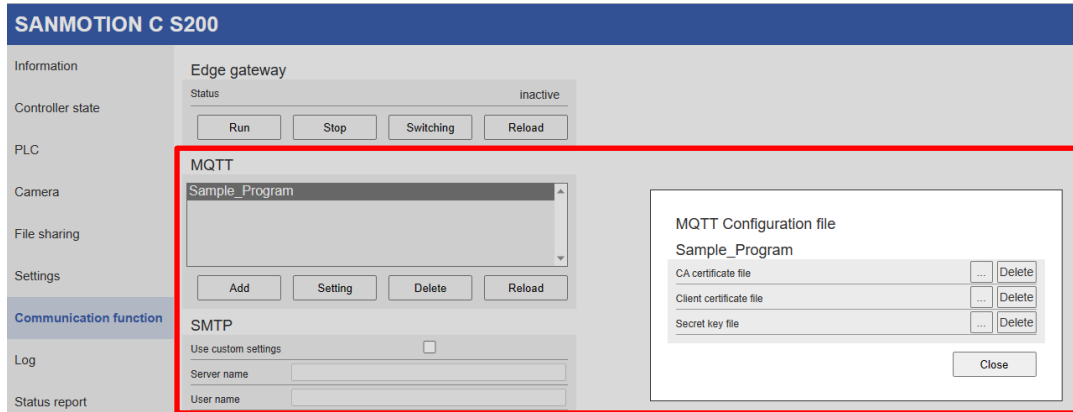 SANMOTION C S200
Information
Controller state
PLC
Camera
File sharing
Settings
Communication function
Log
Status report
Edge gateway
Status inactive
Run Stop Switching Reload
MQTT
Sample_Program
Add Setting Delete Reload
SMTP
Use custom settings
Server name
User name
MQTT Configuration file
Sample_Program
CA certificate file ... Delete
Client certificate file ... Delete
Secret key file ... Delete
Close